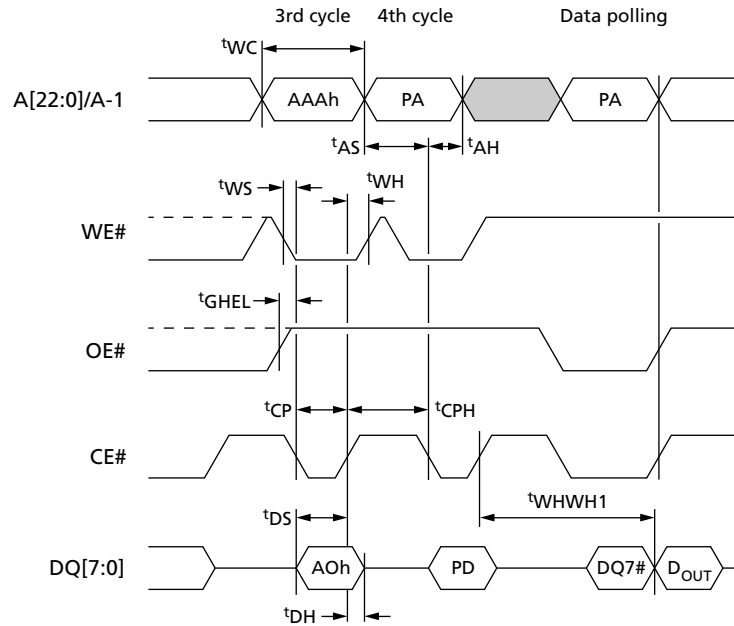 3rd cycle 4th cycle Data polling
tWC
A[22:0]/A-1 AAAh PA PA
tAS tAH
tWS tWH
WE#
tGHEL
OE#
tCP tCPH
CE#
tWHWH1
tDS
DQ[7:0] AOh PD DQ7# DOUT
tDH